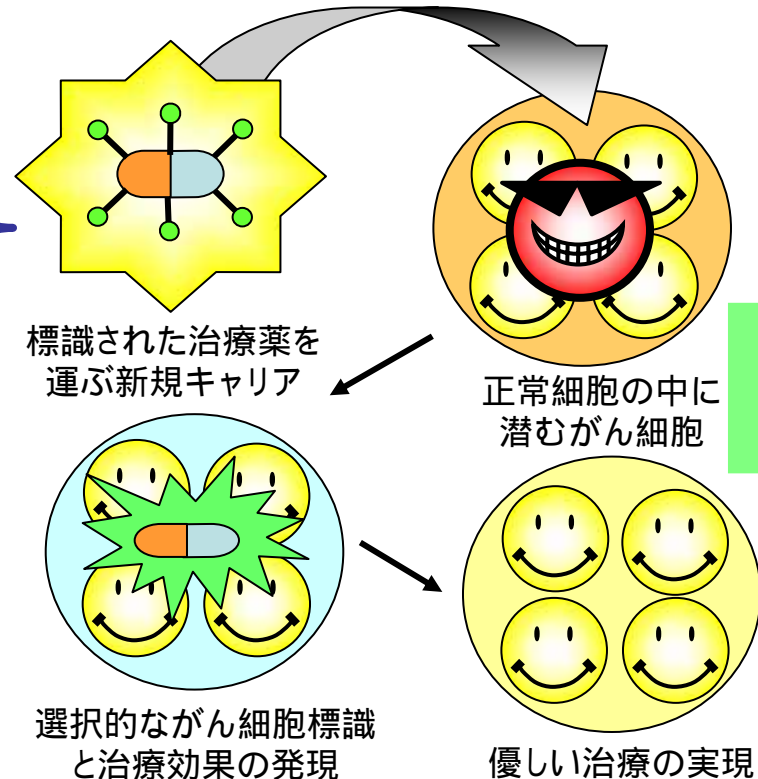 標識された治療薬を
運ぶ新規キャリア
正常細胞の中に
潜むがん細胞
選択的ながん細胞標識
と治療効果の発現
優しい治療の実現